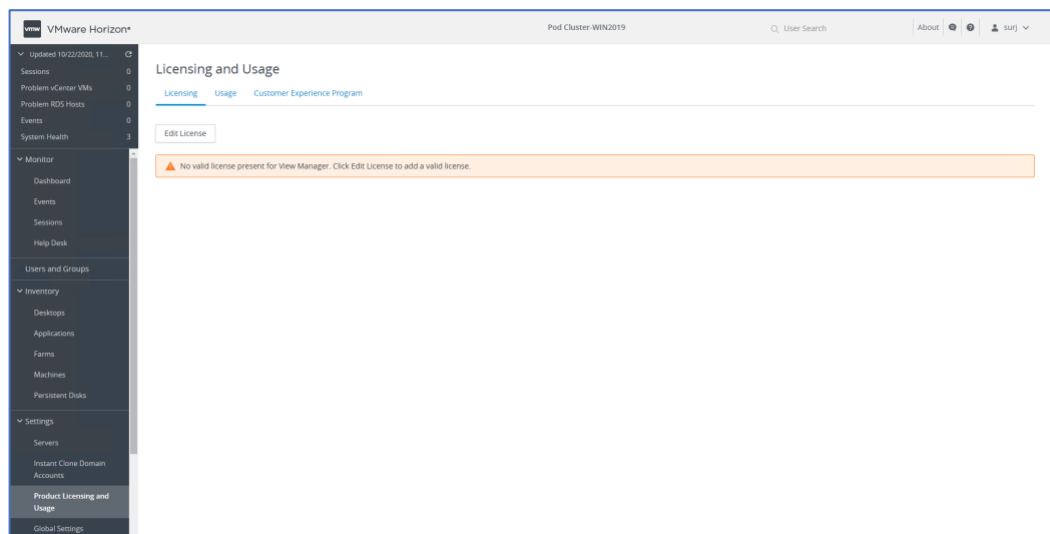 vmw VMware Horizon®
Pod Cluster-WIN2019
User Search
About
surj
Updated 10/22/2020, 11...
Sessions 0
Problem vCenter VMs 0
Problem RDS Hosts 0
Events 0
System Health 3
Monitor
Dashboard
Events
Sessions
Help Desk
Users and Groups
Inventory
Desktops
Applications
Farms
Machines
Persistent Disks
Settings
Servers
Instant Clone Domain
Accounts
Product Licensing and
Usage
Global Settings
Licensing and Usage
Licensing Usage Customer Experience Program
Edit License
No valid license present for View Manager. Click Edit License to add a valid license.